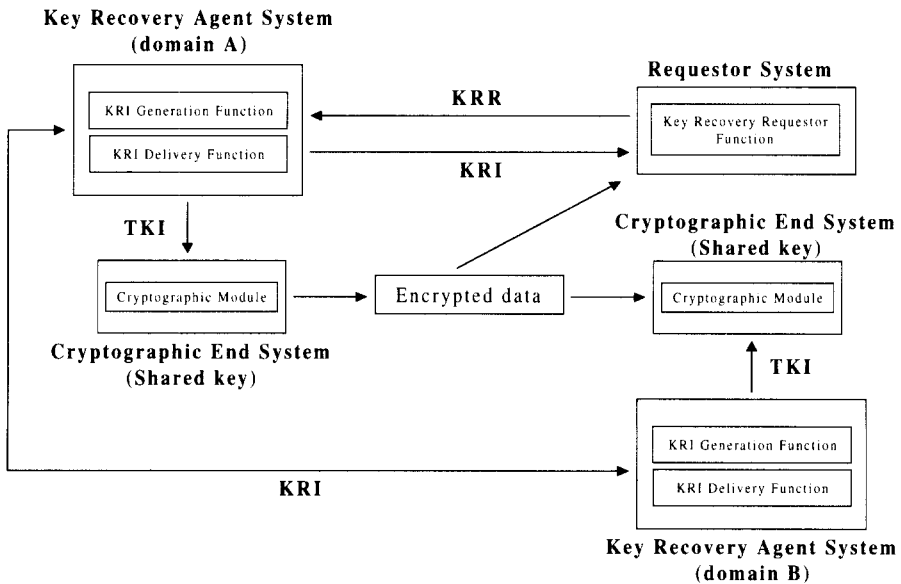 Key Recovery Agent System
(domain A)
KRI Generation Function
KRI Delivery Function
KRR
KRI
Requestor System
Key Recovery Requestor
Function
TKI
Cryptographic Module
Cryptographic End System
(Shared key)
Encrypted data
Cryptographic End System
(Shared key)
Cryptographic Module
TKI
KRI Generation Function
KRI Delivery Function
KRI
Key Recovery Agent System
(domain B)